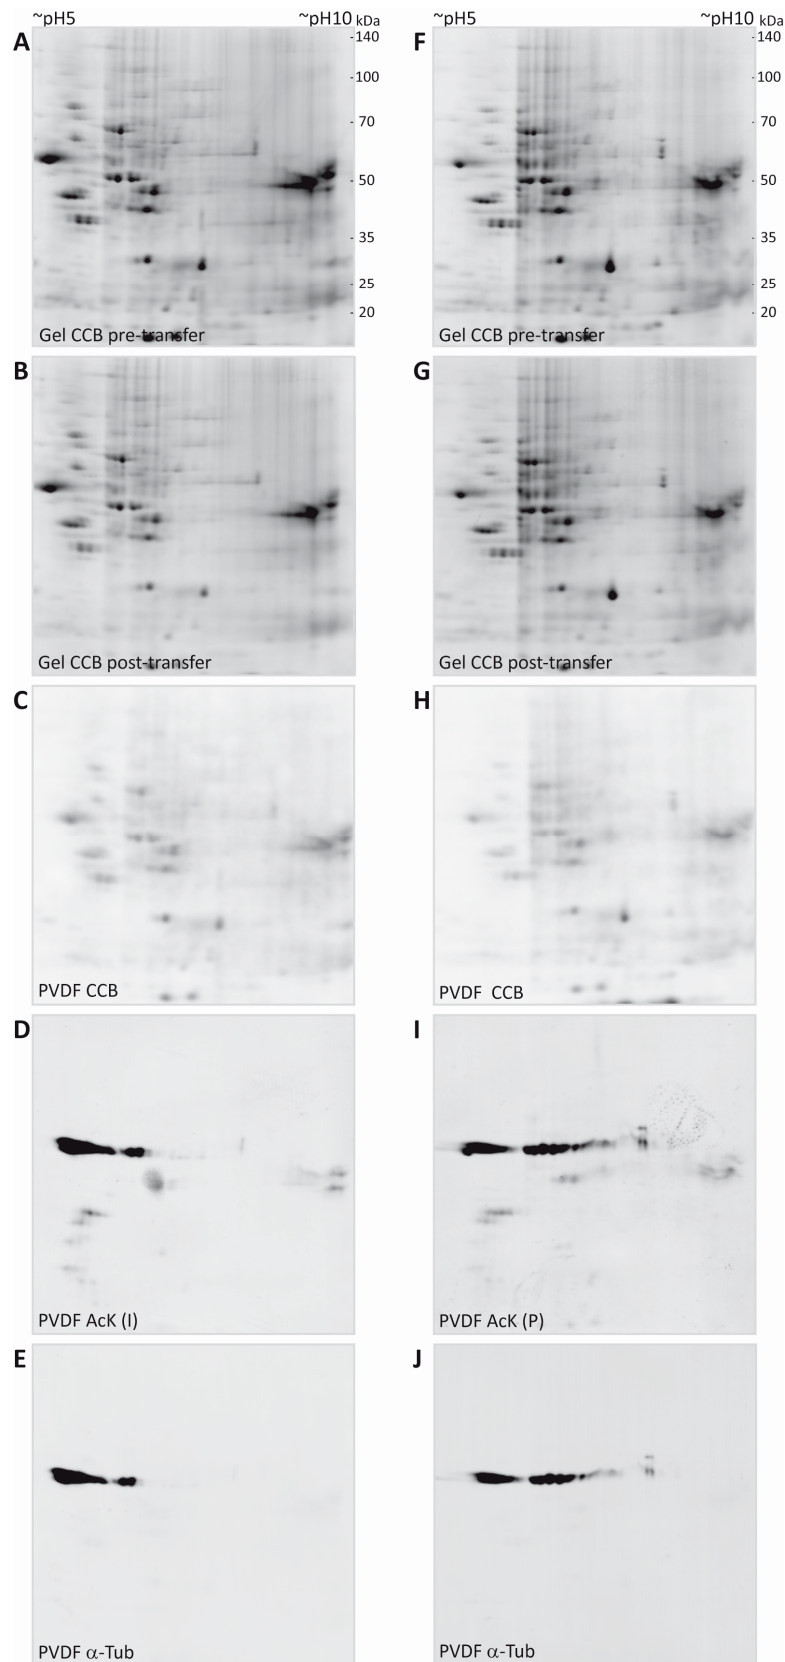 ~pH5 ~pH10 kDa
~pH5 ~pH10 kDa
A
140
100
70
50
35
25
20
Gel CCB pre-transfer
F
140
100
70
50
35
25
20
Gel CCB pre-transfer
B
Gel CCB post-transfer
G
Gel CCB post-transfer
C
PVDF CCB
H
PVDF CCB
D
PVDF AcK (I)
I
PVDF AcK (P)
E
PVDF α-Tub
J
PVDF α-Tub